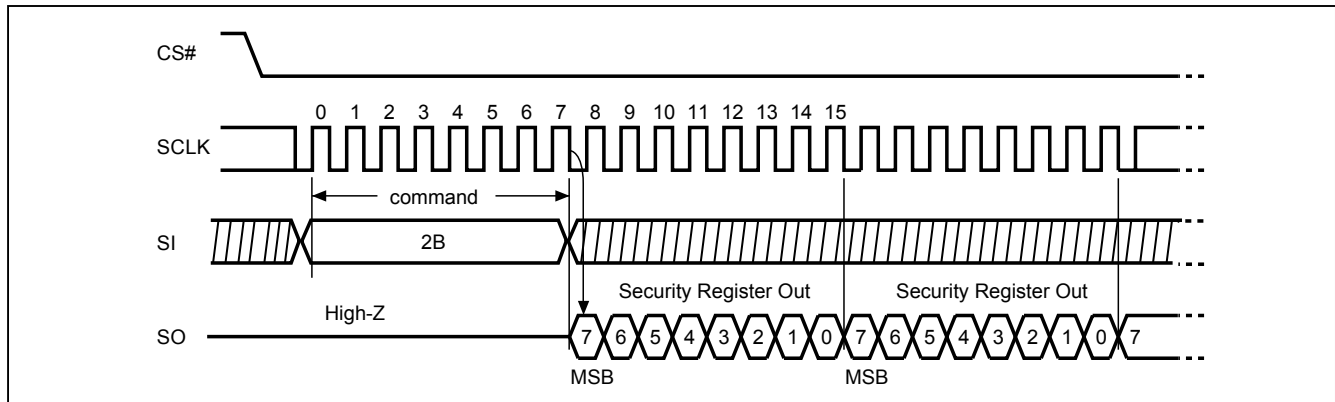 CS#
0 1 2 3 4 5 6 7 8 9 10 11 12 13 14 15
SCLK
command
SI
2B
Security Register Out Security Register Out
High-Z
SO
7 6 5 4 3 2 1 0 7 6 5 4 3 2 1 0 7
MSB MSB